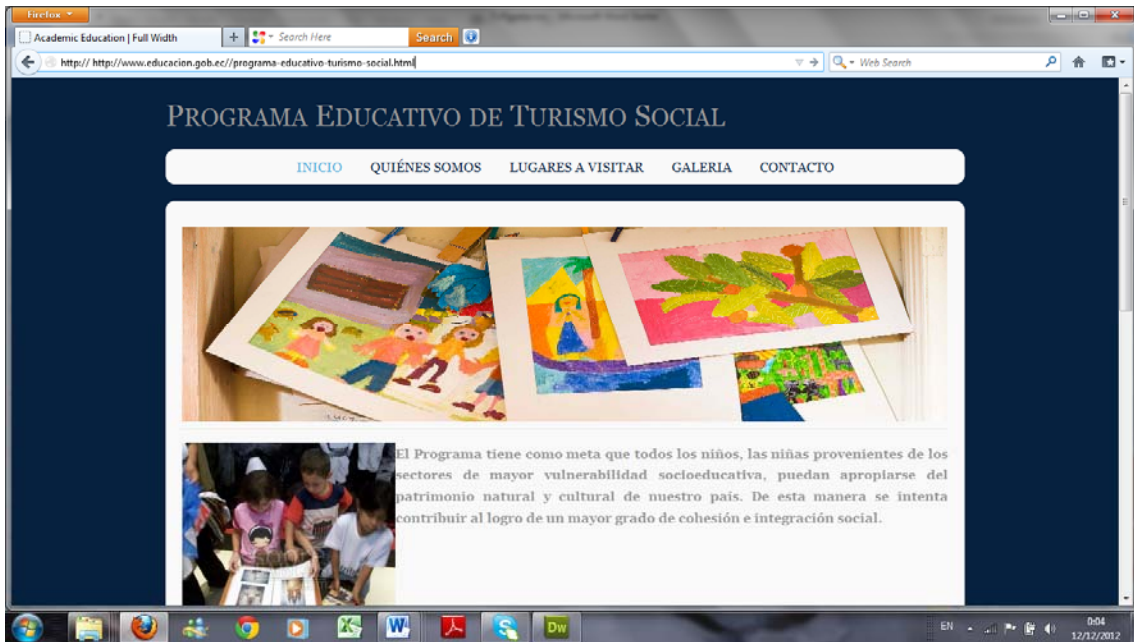 Firefox
Academic Education | Full Width
+
Search Here
Search
http:// http://www.educacion.gob.ec//programa-educativo-turismo-social.html
Web Search
PROGRAMA EDUCATIVO DE TURISMO SOCIAL
INICIO QUIÉNES SOMOS LUGARES A VISITAR GALERIA CONTACTO
El Programa tiene como meta que todos los niños, las niñas provenientes de los
sectores de mayor vulnerabilidad socioeducativa, puedan apropiarse del
patrimonio natural y cultural de nuestro país. De esta manera se intenta
contribuir al logro de un mayor grado de cohesión e integración social.
Dw
EN
0:04
12/12/2012